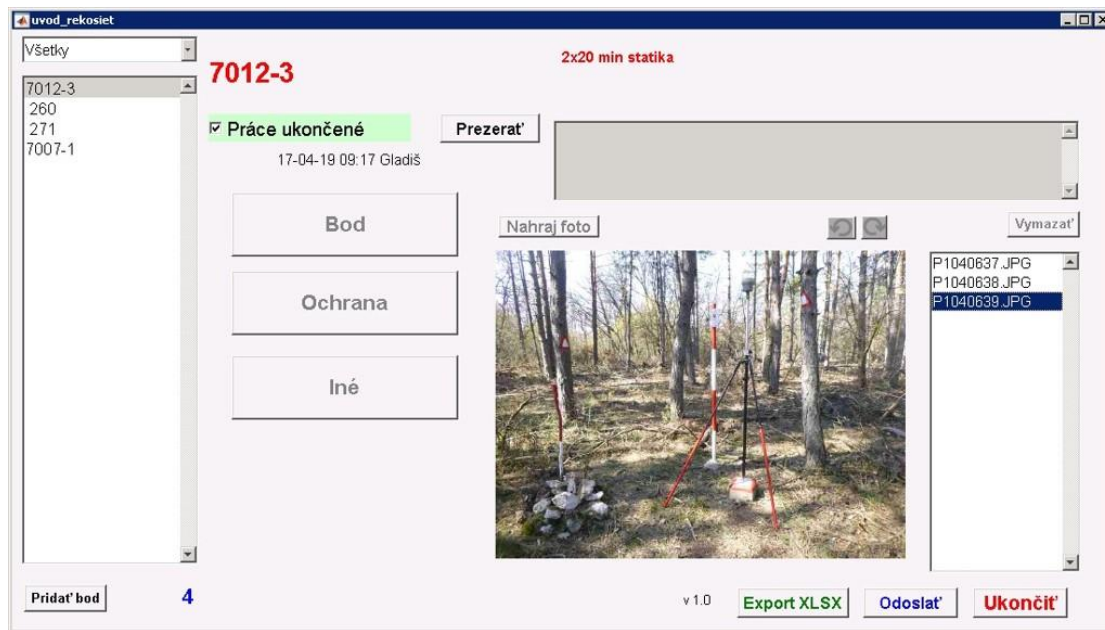 uvod_rekosiet
Všetky
7012-3
260
271
7007-1
7012-3
2x20 min statika
Práce ukončené
Prezerať
17-04-19 09:17 Gladiš
Bod
Ochrana
Iné
Nahraj foto
Vymazať
P1040637.JPG
P1040638.JPG
P1040639.JPG
Pridať bod
4
v 1.0
Export XLSX
Odoslať
Ukončiť